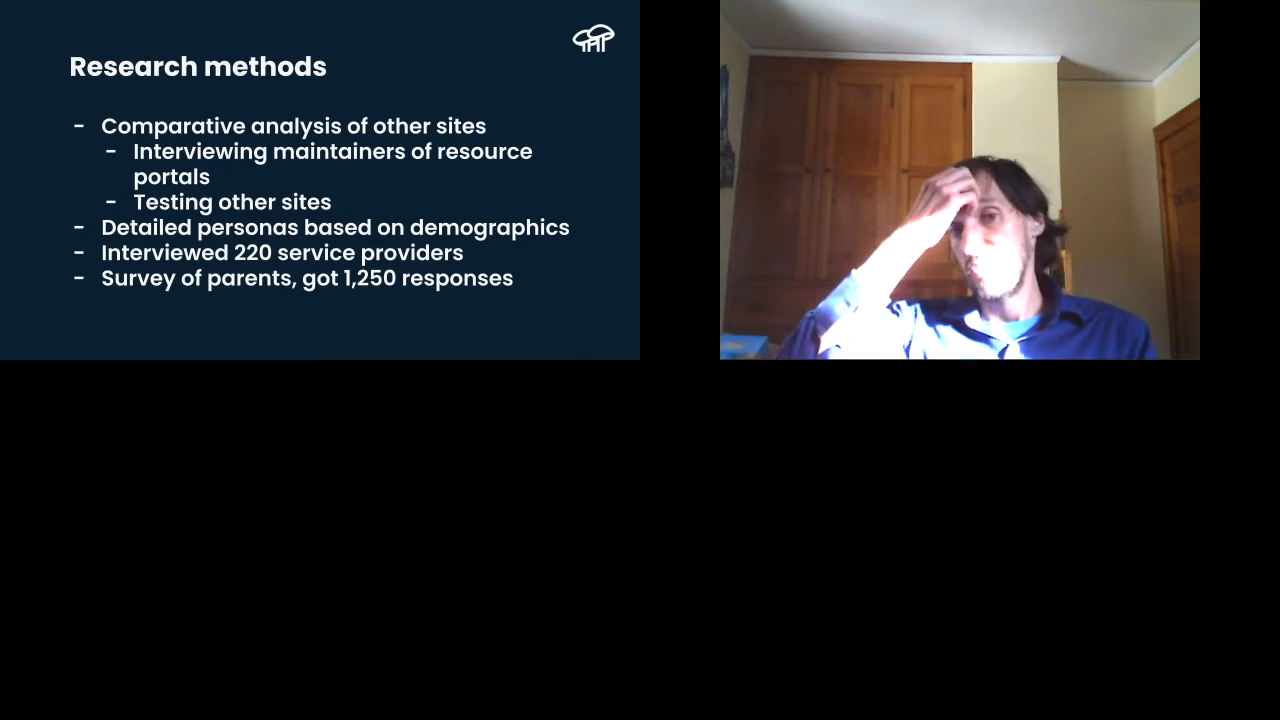 Research methods
- Comparative analysis of other sites
- Interviewing maintainers of resource
portals
- Testing other sites
- Detailed personas based on demographics
- Interviewed 220 service providers
- Survey of parents, got 1,250 responses